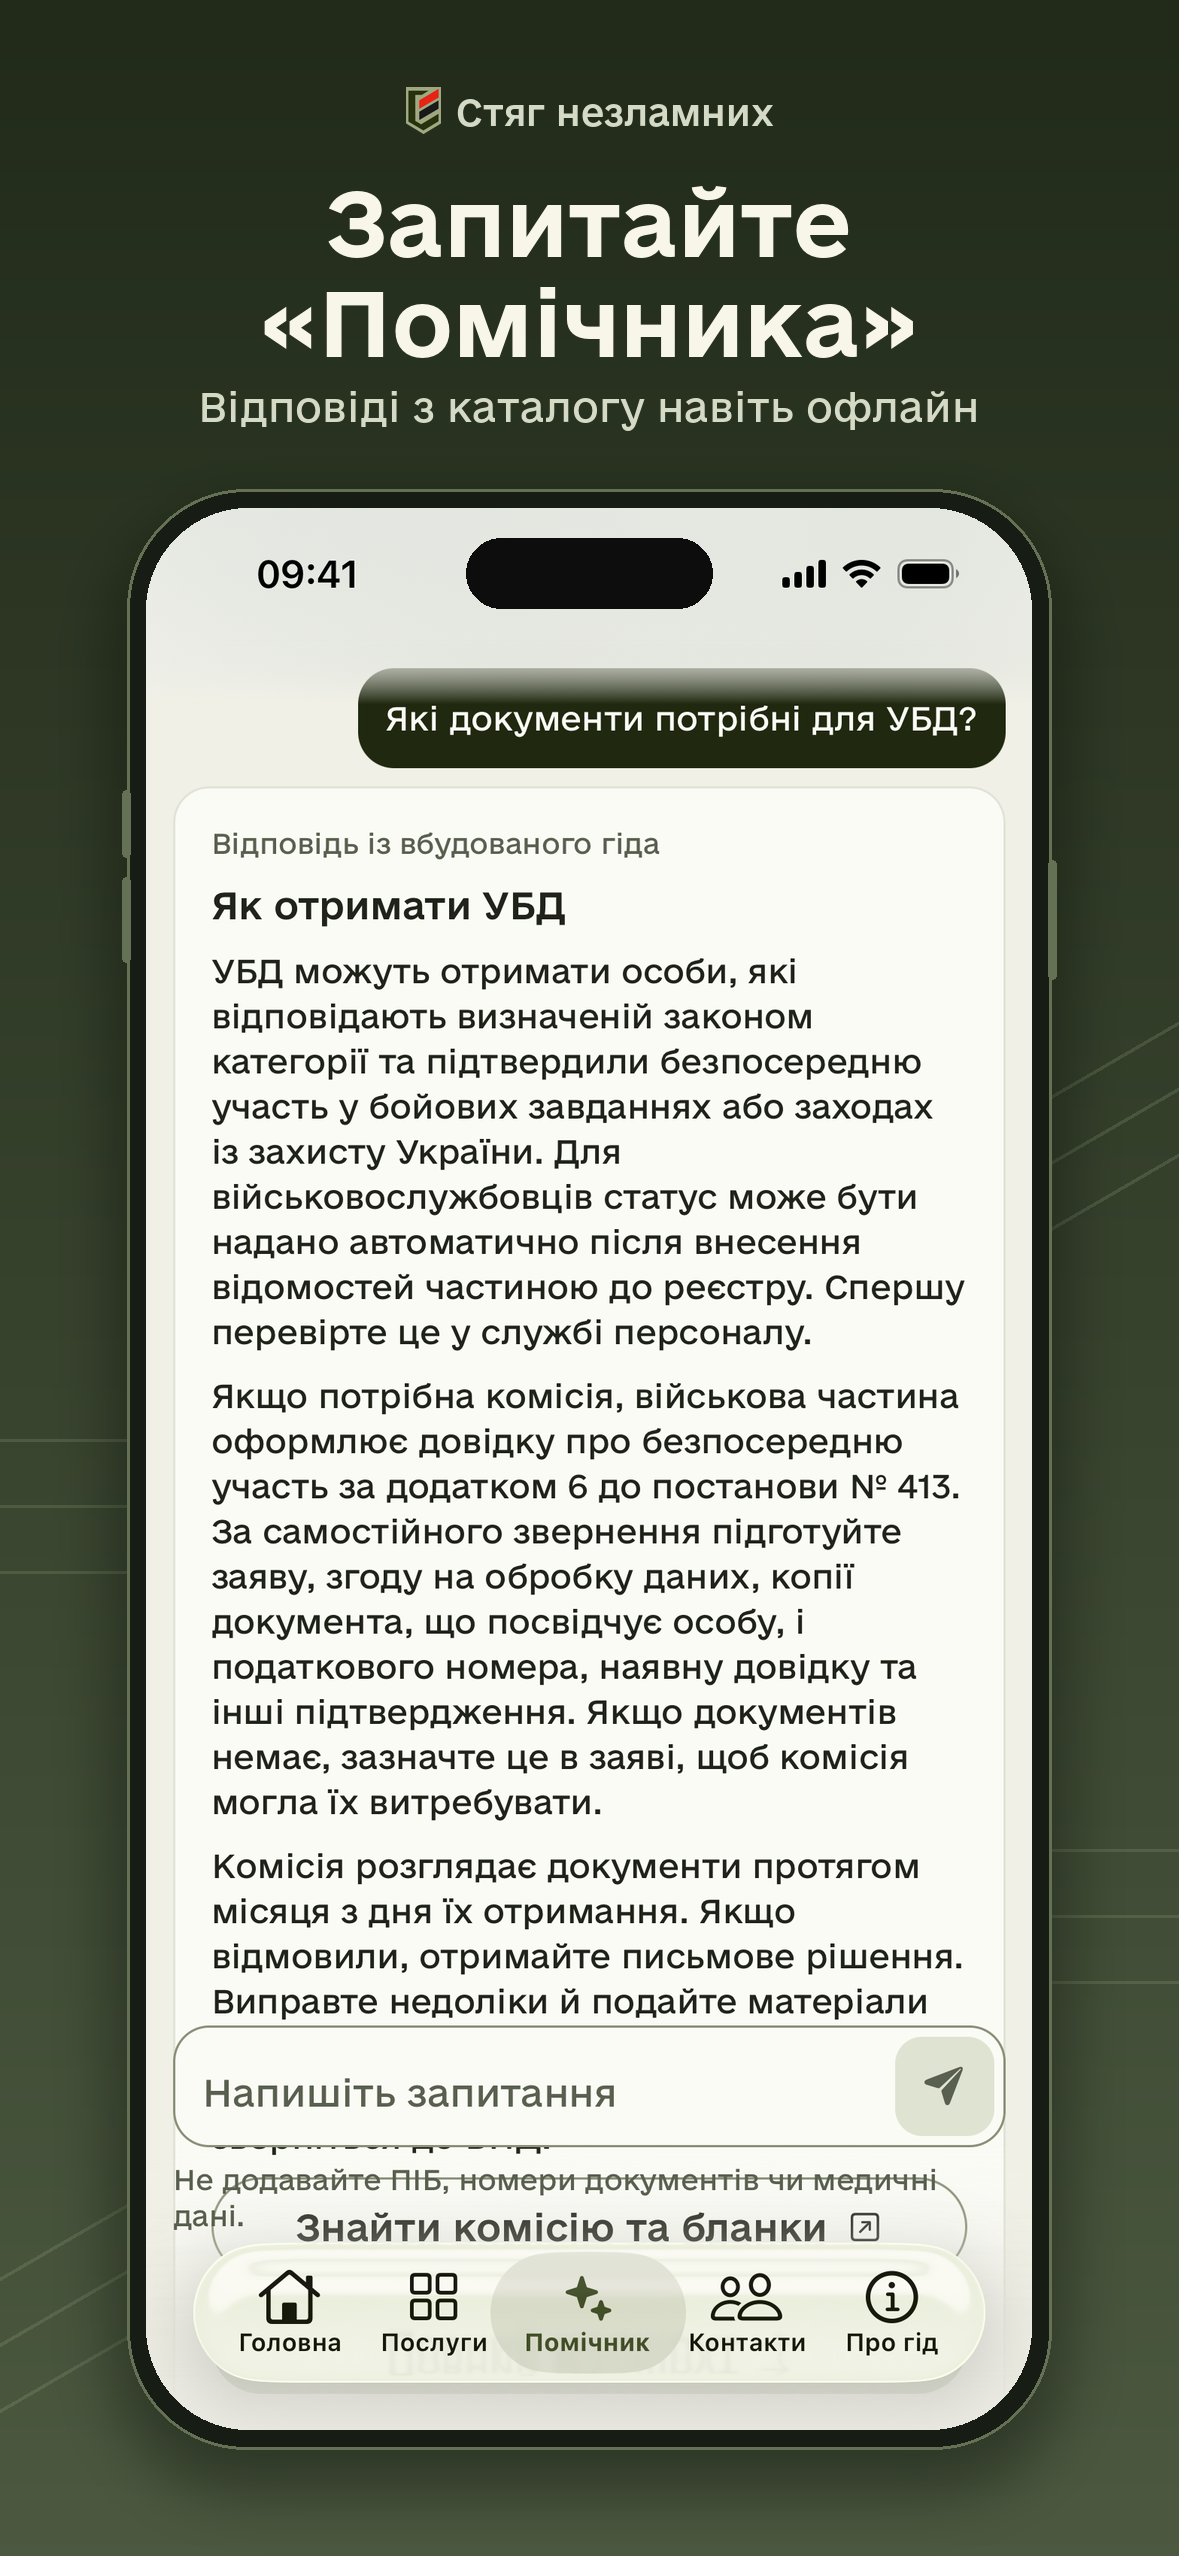 Стяг незламних
Запитайте
«Помічника»
Відповіді з каталогу навіть офлайн
09:41
Які документи потрібні для УБД?
Відповідь із вбудованого гіда
Як отримати УБД
УБД можуть отримати особи, які
відповідають визначеній законом
категорії та підтвердили безпосередню
участь у бойових завданнях або заходах
із захисту України. Для
військовослужбовців статус може бути
надано автоматично після внесення
відомостей частиною до реєстру. Спершу
перевірте це у службі персоналу.
Якщо потрібна комісія, військова частина
оформлює довідку про безпосередню
участь за додатком 6 до постанови № 413.
За самостійного звернення підготуйте
заяву, згоду на обробку даних, копії
документа, що посвідчує особу, і
податкового номера, наявну довідку та
інші підтвердження. Якщо документів
немає, зазначте це в заяві, щоб комісія
могла їх витребувати.
Комісія розглядає документи протягом
місяця з дня їх отримання. Якщо
відмовили, отримайте письмове рішення.
Виправте недоліки й подайте матеріали
Напишіть запитання
Не додавайте ПІБ, номери документів чи медичні
дані.
Знайти комісію та бланки
Головна
Послуги
Помічник
Контакти
Про гід